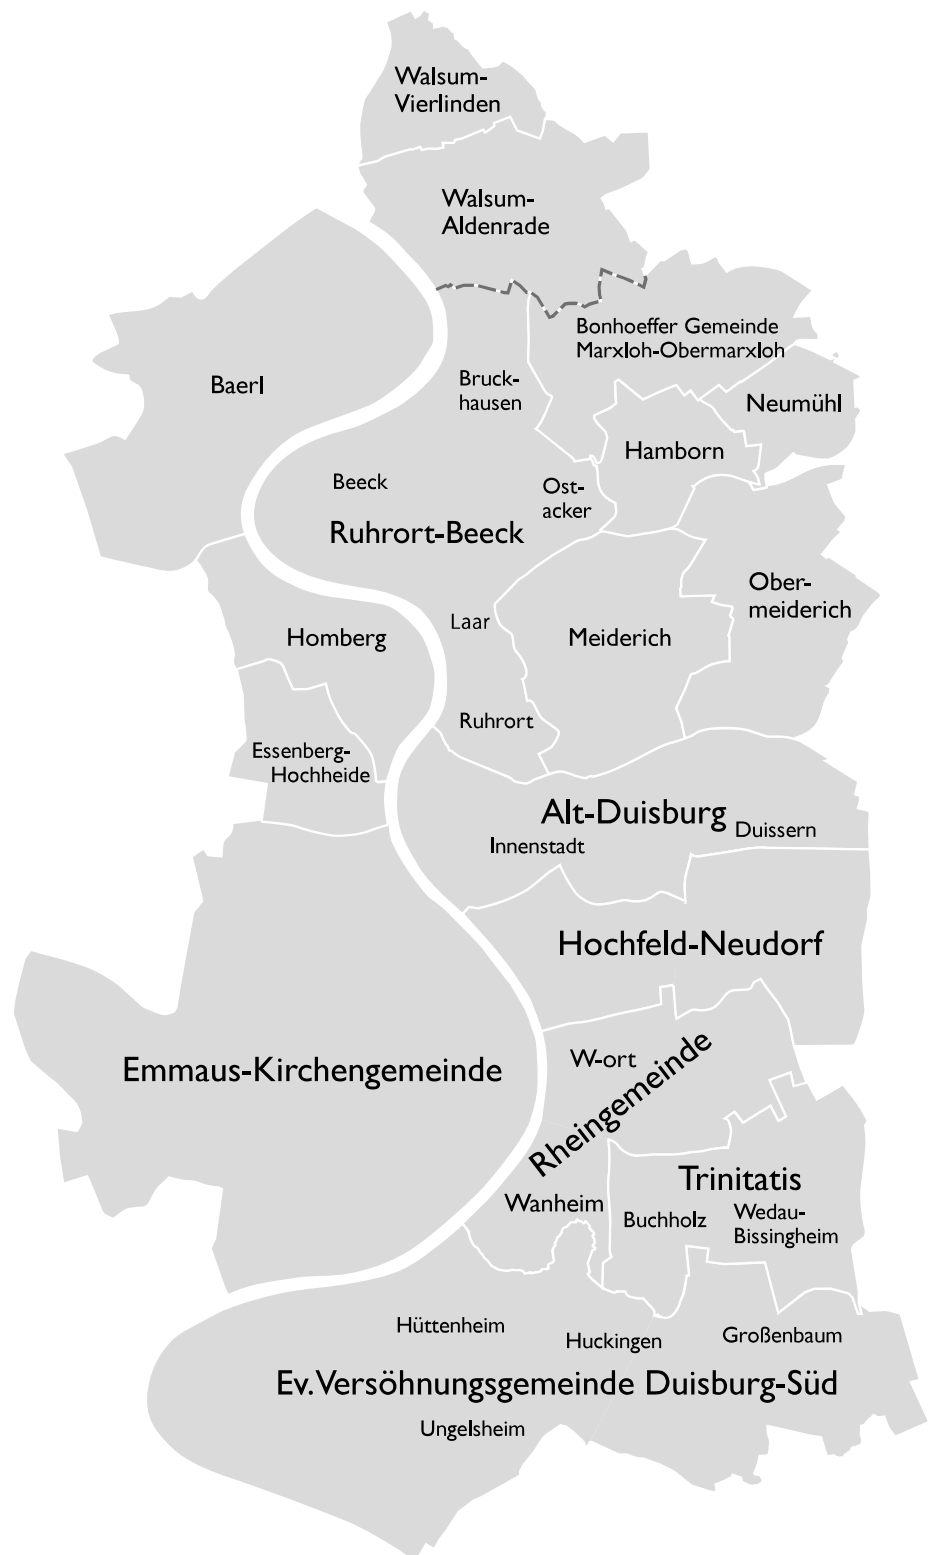 Walsum-
Vierlinden
Walsum-
Aldenrade
Bonhoeffer Gemeinde
Marxloh-Obermarxloh
Baerl
Bruck-
hausen
Neumühl
Hamborn
Beeck
Ost-
acker
Ruhrort-Beeck
Ober-
meiderich
Laar
Homberg
Meiderich
Ruhrort
Essenberg-
Hochheide
Alt-Duisburg
Duissern
Innenstadt
Hochfeld-Neudorf
W-ort
Emmaus-Kirchengemeinde
Rheingemeinde
Trinitatis
Wanheim
Buchholz
Wedau-
Bissingheim
Hüttenheim
Huckingen
Großenbaum
Ev. Versöhnungsgemeinde Duisburg-Süd
Ungelsheim